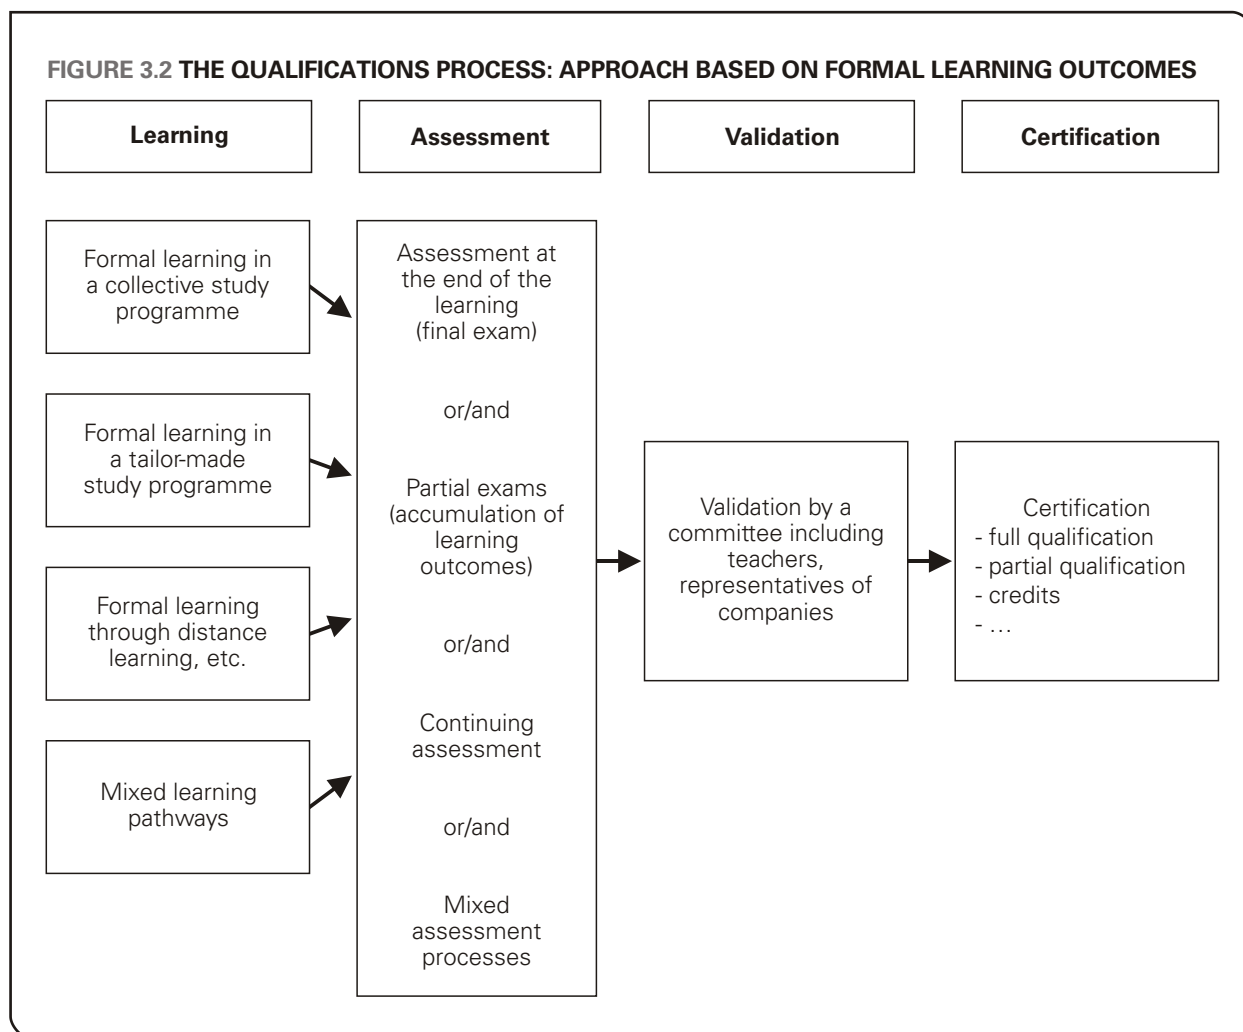 FIGURE 3.2 THE QUALIFICATIONS PROCESS: APPROACH BASED ON FORMAL LEARNING OUTCOMES
Learning
Assessment
Validation
Certification
Formal learning in
a collective study
programme
Formal learning in
a tailor-made
study programme
Formal learning
through distance
learning, etc.
Mixed learning
pathways
Assessment at
the end of the
learning
(final exam)
or/and
Partial exams
(accumulation of
learning
outcomes)
or/and
Continuing
assessment
or/and
Mixed
assessment
processes
Validation by a
committee including
teachers,
representatives of
companies
Certification
- full qualification
- partial qualification
- credits
- …